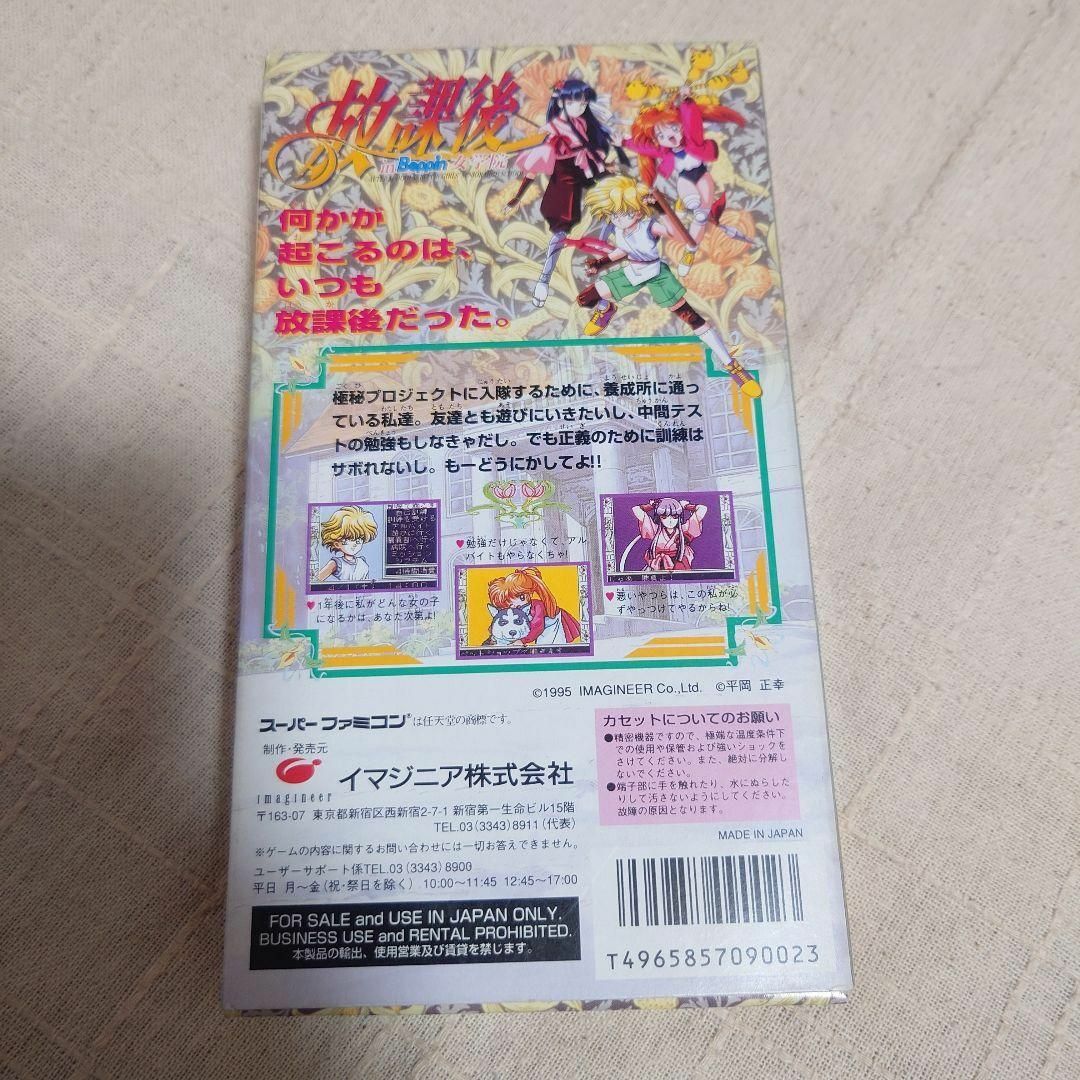 放課後
in Beppin 女学院
何かが
起こるのは、
いつも
放課後だった。
極秘プロジェクトに入隊するために、養成所に通っ
ている私達。友達とも遊びにいきたいし、中間テス
トの勉強もしなきゃだし。でも正義のために訓練は
サボれないし。もーどうにかしてよ!!
♥1年後に私がどんな女の子
になるかは、あなた次第よ!
♥勉強だけじゃなくて、アル
バイトもやらなくちゃ!
♥悪いやつらは、この私が必
ずやっつけてやるからね!
©1995 IMAGINEER Co.,Ltd. ©平岡 正幸
スーパーファミコン®は任天堂の商標です。
制作・発売元
imagineer
イマジニア株式会社
〒163-07 東京都新宿区西新宿2-7-1 新宿第一生命ビル15階
TEL.03(3343)8911(代表)
※ゲームの内容に関するお問い合わせには一切お答えできません。
ユーザーサポート係TEL.03(3343)8900
平日 月〜金(祝・祭日を除く) 10:00〜11:45 12:45〜17:00
FOR SALE and USE IN JAPAN ONLY.
BUSINESS USE and RENTAL PROHIBITED.
本製品の輸出、使用営業及び賃貸を禁じます。
カセットについてのお願い
●精密機器ですので、極端な温度条件下
での使用や保管および強いショックを
さけてください。また、絶対に分解し
ないでください。
●端子部に手を触れたり、水にぬらした
りして汚さないようにしてください。
故障の原因となります。
MADE IN JAPAN
T4965857090023